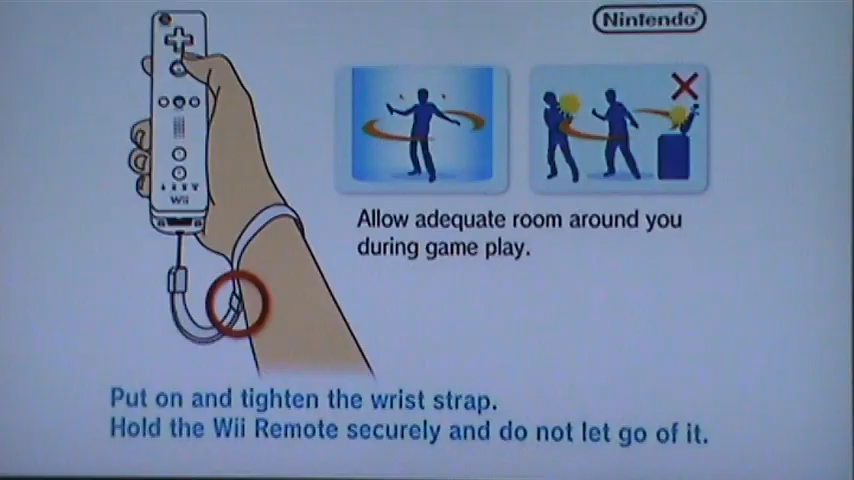 Nintendo
Wii
Allow adequate room around you
during game play.
Put on and tighten the wrist strap.
Hold the Wii Remote securely and do not let go of it.